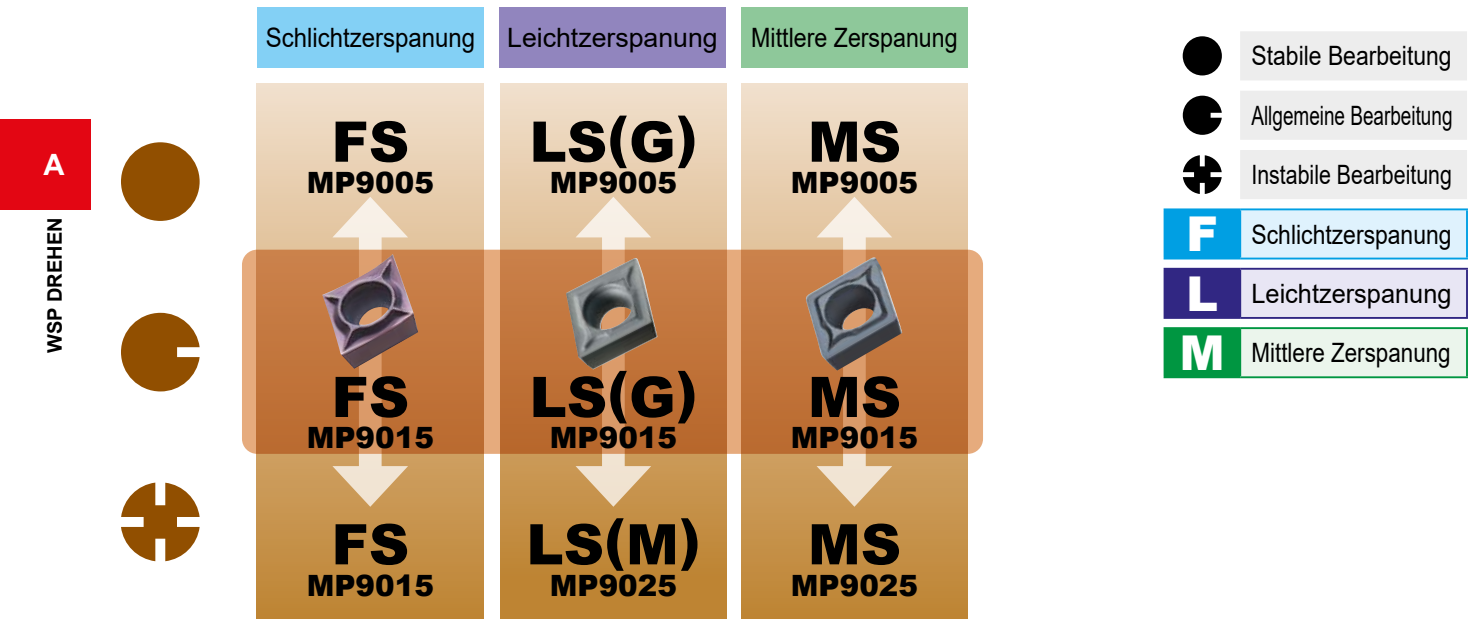 Schlichtzerspanung
Leichtzerspanung
Mittlere Zerspanung
A
WSP DREHEN
FS
MP9005
LS(G)
MP9005
MS
MP9005
FS
MP9015
LS(G)
MP9015
MS
MP9015
FS
MP9015
LS(M)
MP9025
MS
MP9025
Stabile Bearbeitung
Allgemeine Bearbeitung
Instabile Bearbeitung
F Schlichtzerspanung
L Leichtzerspanung
M Mittlere Zerspanung